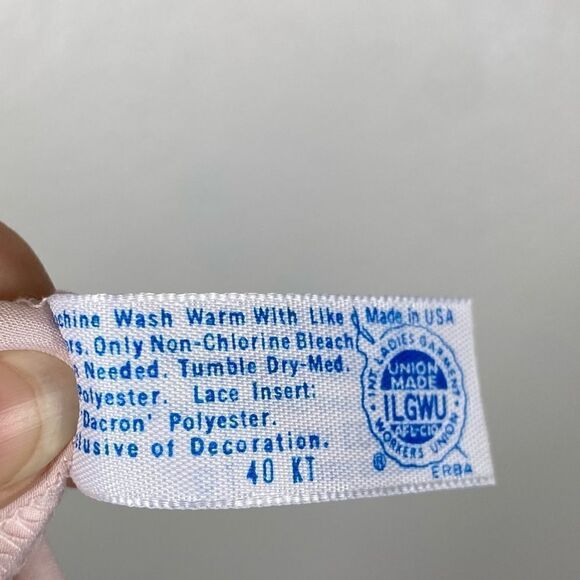 chine Wash Warm With Like
rs. Only Non-Chlorine Bleach
Needed. Tumble Dry-Med.
Polyester. Lace Insert:
Dacron' Polyester.
lusive of Decoration.
40 KT
Made in USA
INT. LADIES GARMENT
UNION
MADE
ILGWU
AFL-CIO
WORKERS UNION
®
ERBA